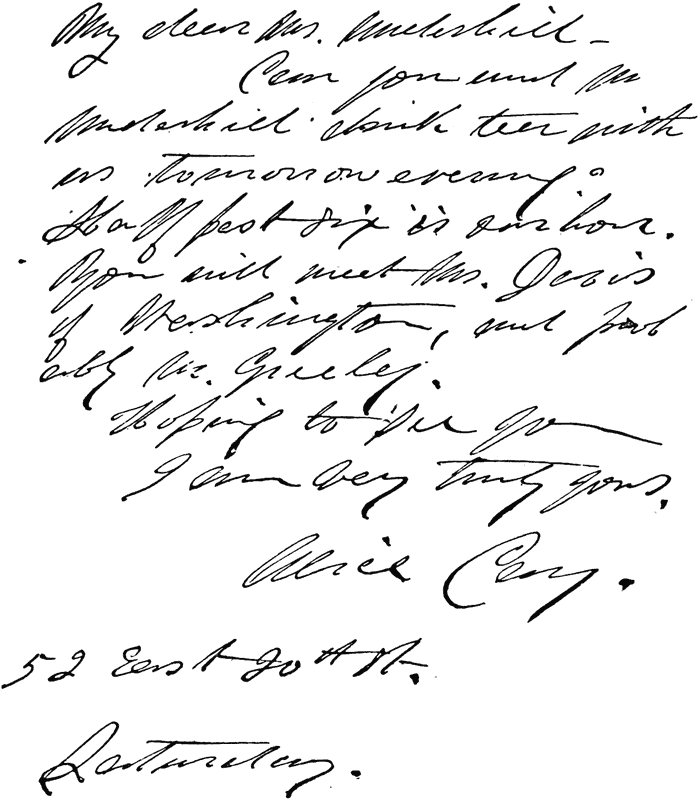 My dear Mrs. Underhill —
Can you and Mr
Underhill drink tea with
us tomorrow evening?
Half past six is our hour.
You will meet Mrs. Davis
of Washington, and prob
ably Mr. Greeley.
Hoping to see you
I am very truly yours.
Alice Cary.
52 East 20th St.
Saturday.